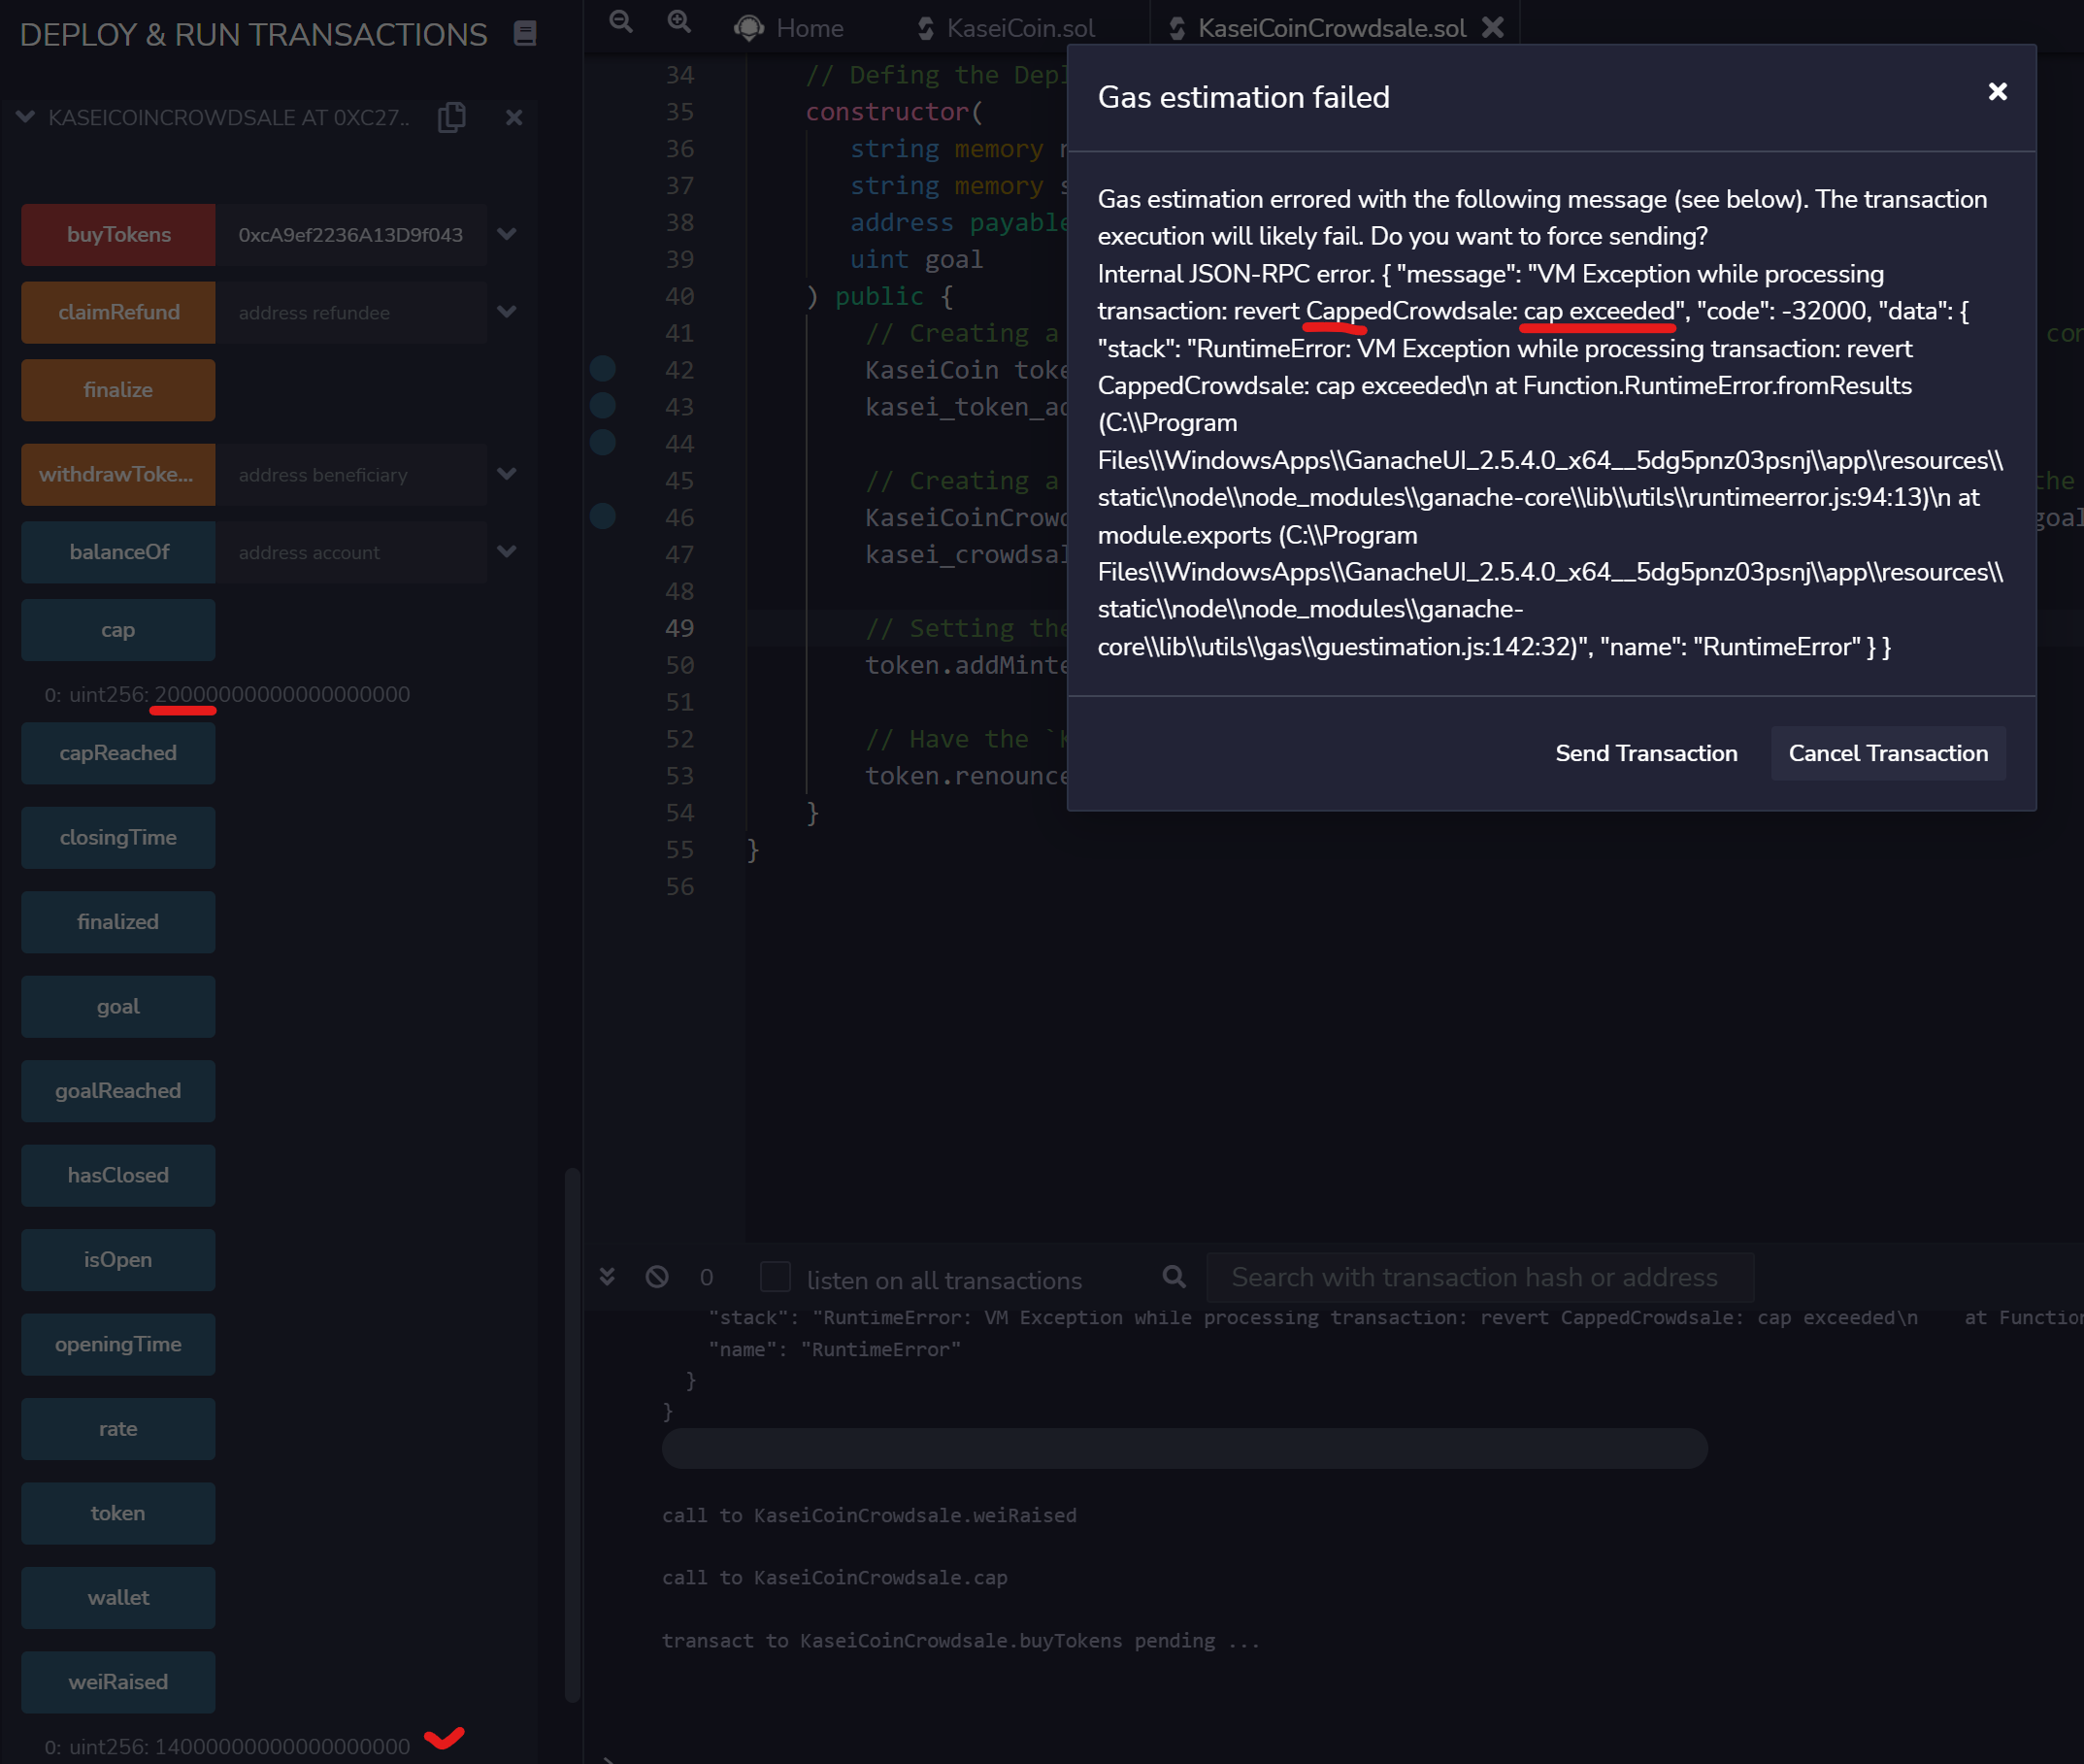 DEPLOY & RUN TRANSACTIONS
KASEICOINCROWDSALE AT 0XC27..
buyTokens 0xcA9ef2236A13D9f043
claimRefund address refundee
finalize
withdrawToke... address beneficiary
balanceOf address account
cap
0: uint256: 20000000000000000000
capReached
closingTime
finalized
goal
goalReached
hasClosed
isOpen
openingTime
rate
token
wallet
weiRaised
0: uint256: 14000000000000000000
Home KaseiCoin.sol KaseiCoinCrowdsale.sol
34 // Defing the Depl
35 constructor(
36 string memory
37 string memory
38 address payable
39 uint goal
40 ) public {
41 // Creating a con
42 KaseiCoin toke
43 kasei_token_ad
44
45 // Creating a the
46 KaseiCoinCrowd goal
47 kasei_crowdsal
48
49 // Setting the
50 token.addMinte
51
52 // Have the `K
53 token.renounce
54 }
55 }
56
Gas estimation failed
Gas estimation errored with the following message (see below). The transaction
execution will likely fail. Do you want to force sending?
Internal JSON-RPC error. { "message": "VM Exception while processing
transaction: revert CappedCrowdsale: cap exceeded", "code": -32000, "data": {
"stack": "RuntimeError: VM Exception while processing transaction: revert
CappedCrowdsale: cap exceeded\n at Function.RuntimeError.fromResults
(C:\\Program
Files\\WindowsApps\\GanacheUI_2.5.4.0_x64__5dg5pnz03psnj\\app\\resources\\
static\\node\\node_modules\\ganache-core\\lib\\utils\\runtimeerror.js:94:13)\n at
module.exports (C:\\Program
Files\\WindowsApps\\GanacheUI_2.5.4.0_x64__5dg5pnz03psnj\\app\\resources\\
static\\node\\node_modules\\ganache-
core\\lib\\utils\\gas\\guestimation.js:142:32)", "name": "RuntimeError" } }
Send Transaction Cancel Transaction
0 listen on all transactions Search with transaction hash or address
"stack": "RuntimeError: VM Exception while processing transaction: revert CappedCrowdsale: cap exceeded\n at Function
"name": "RuntimeError"
}
}
call to KaseiCoinCrowdsale.weiRaised
call to KaseiCoinCrowdsale.cap
transact to KaseiCoinCrowdsale.buyTokens pending ...
>